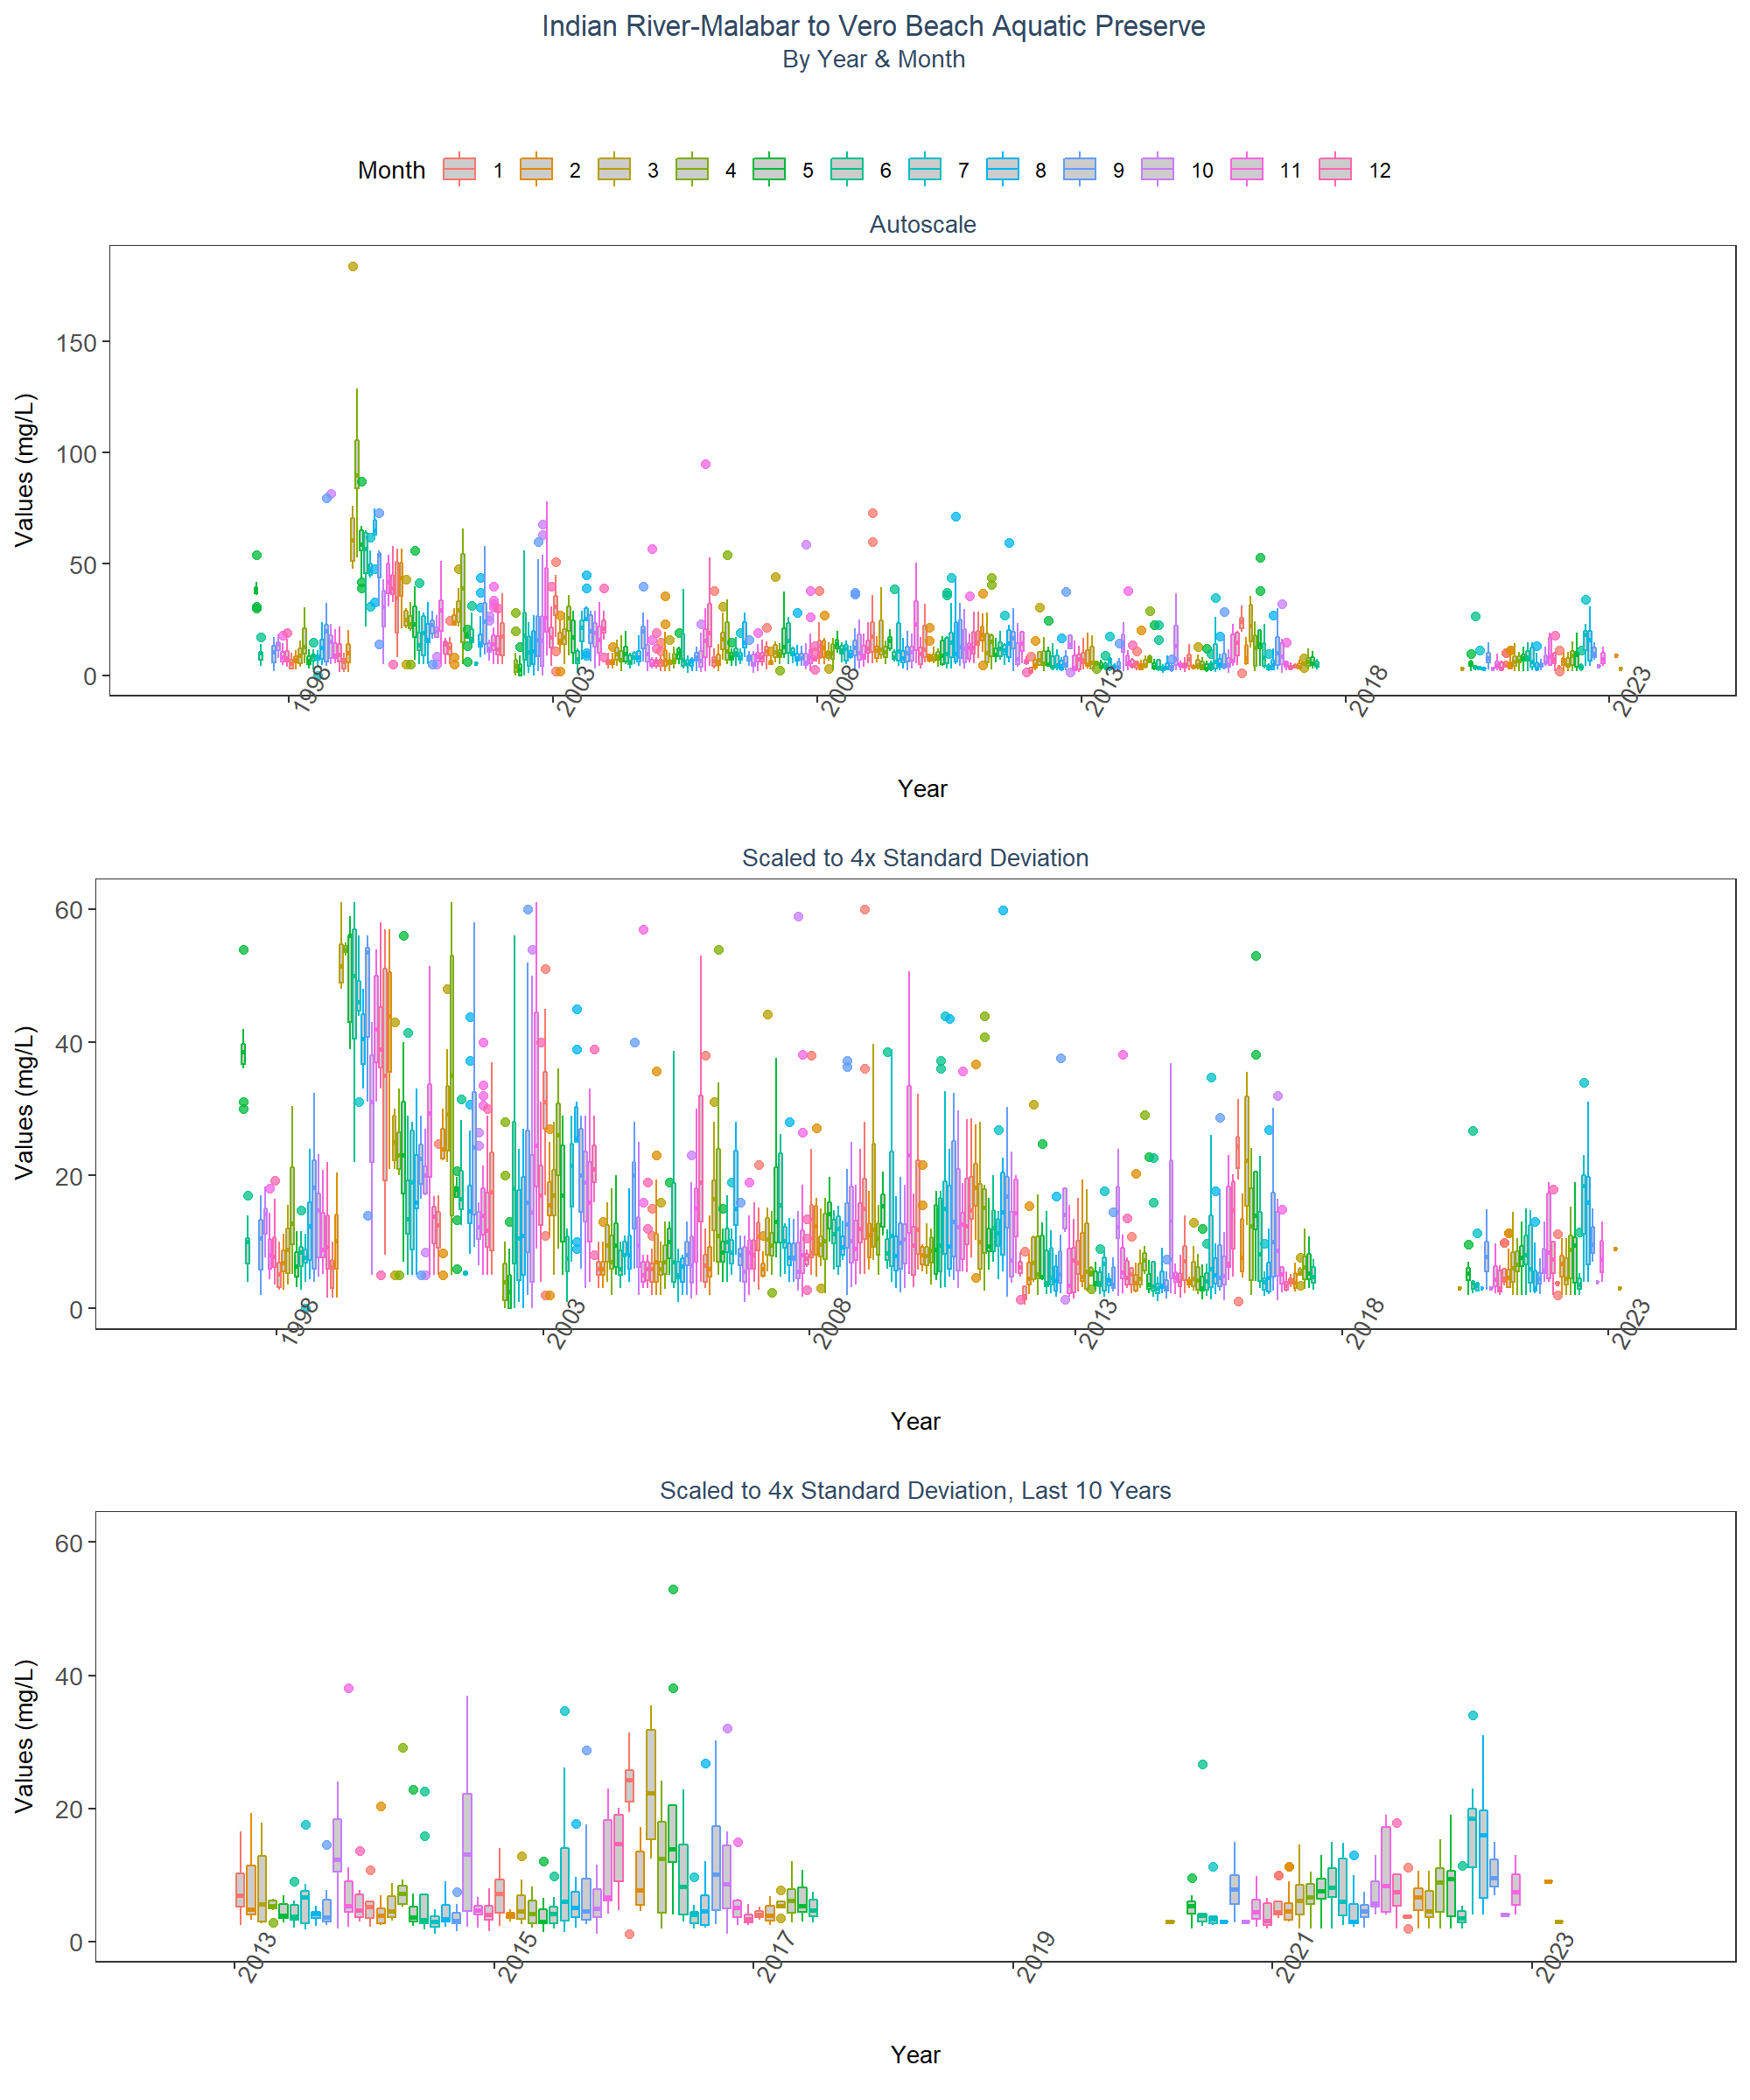 Indian River-Malabar to Vero Beach Aquatic Preserve
By Year & Month
Month 1 2 3 4 5 6 7 8 9 10 11 12
Autoscale
Values (mg/L)
150
100
50
0
1998 2003 2008 2013 2018 2023
Year
Scaled to 4x Standard Deviation
Values (mg/L)
60
40
20
0
1998 2003 2008 2013 2018 2023
Year
Scaled to 4x Standard Deviation, Last 10 Years
Values (mg/L)
60
40
20
0
2013 2015 2017 2019 2021 2023
Year